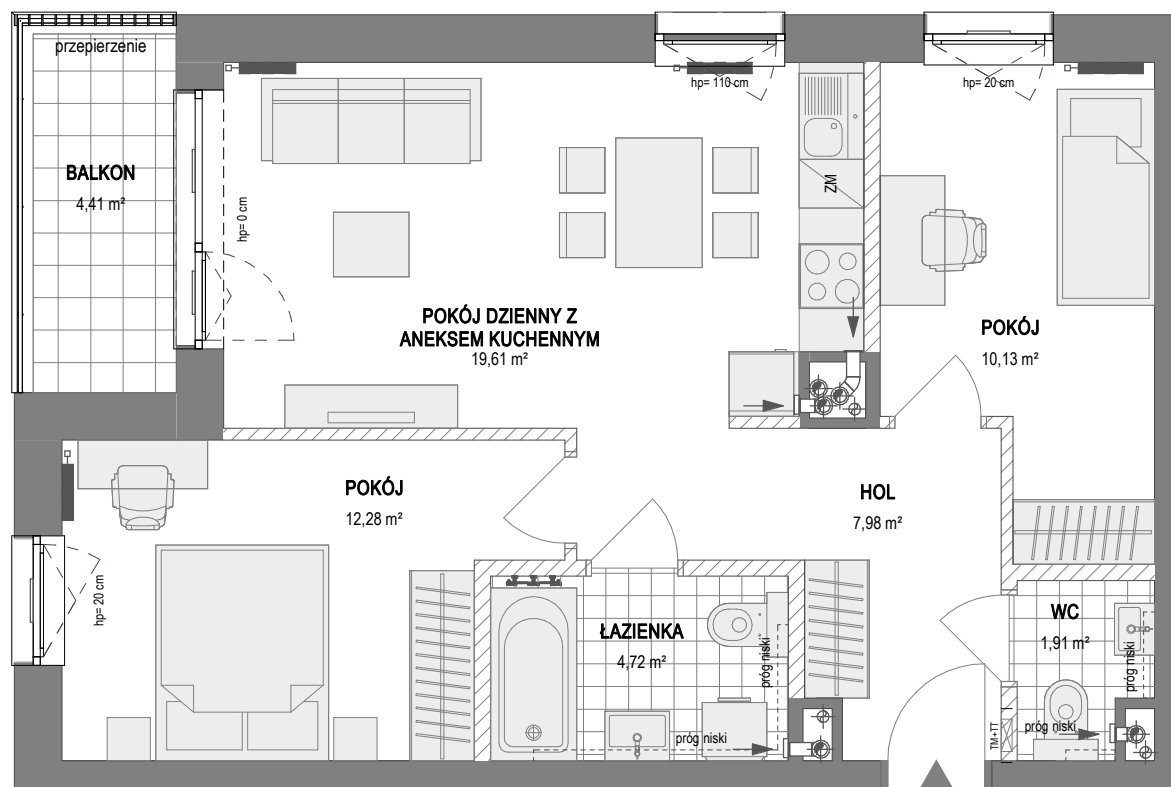 przepierzenie
BALKON
4,41 m²
hp= 0 cm
hp= 110 cm
hp= 20 cm
ZM
POKÓJ DZIENNY Z
ANEKSEM KUCHENNYM
19,61 m²
POKÓJ
10,13 m²
POKÓJ
12,28 m²
hp= 20 cm
HOL
7,98 m²
ŁAZIENKA
4,72 m²
próg niski
próg niski
WC
1,91 m²
próg niski
próg niski
TM+TT